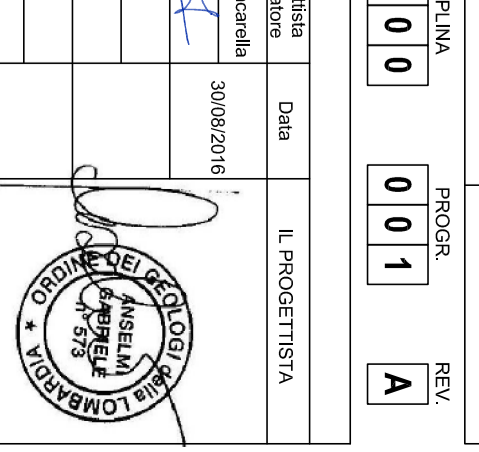 PLINA
PROGR.
REV.
0 0
0 0 1
A
ttista
atore
Data
IL PROGETTISTA
ncarella
30/08/2016
ORDINE DEI GEOLOGI della LOMBARDIA *
ANSELMI
GABRIELE
n° 573